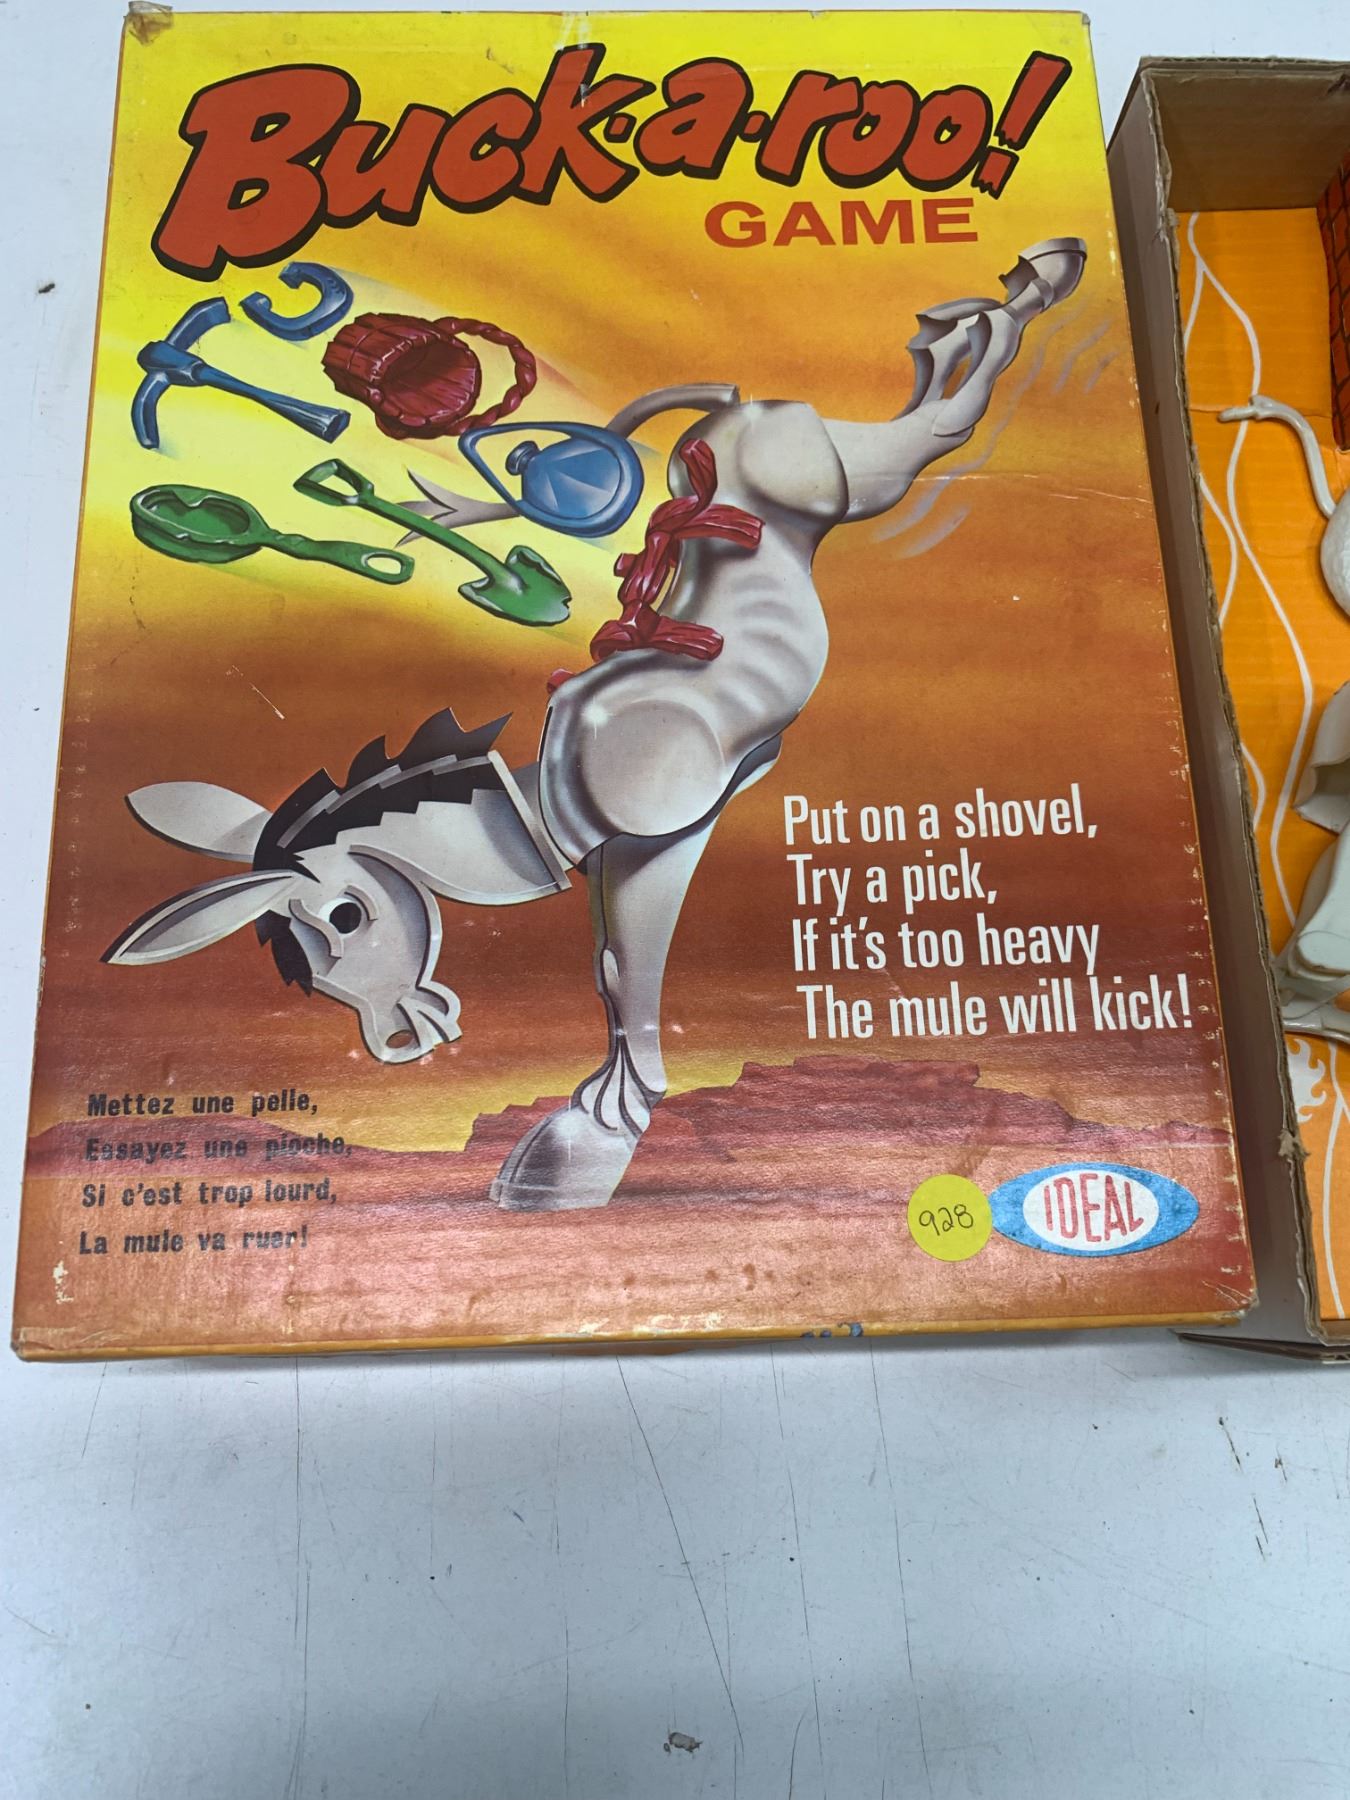 Buck-a-roo!
GAME
Put on a shovel,
Try a pick,
If it's too heavy
The mule will kick!
Mettez une pelle,
Essayez une pioche,
Si c'est trop lourd,
La mule va ruer!
928
IDEAL